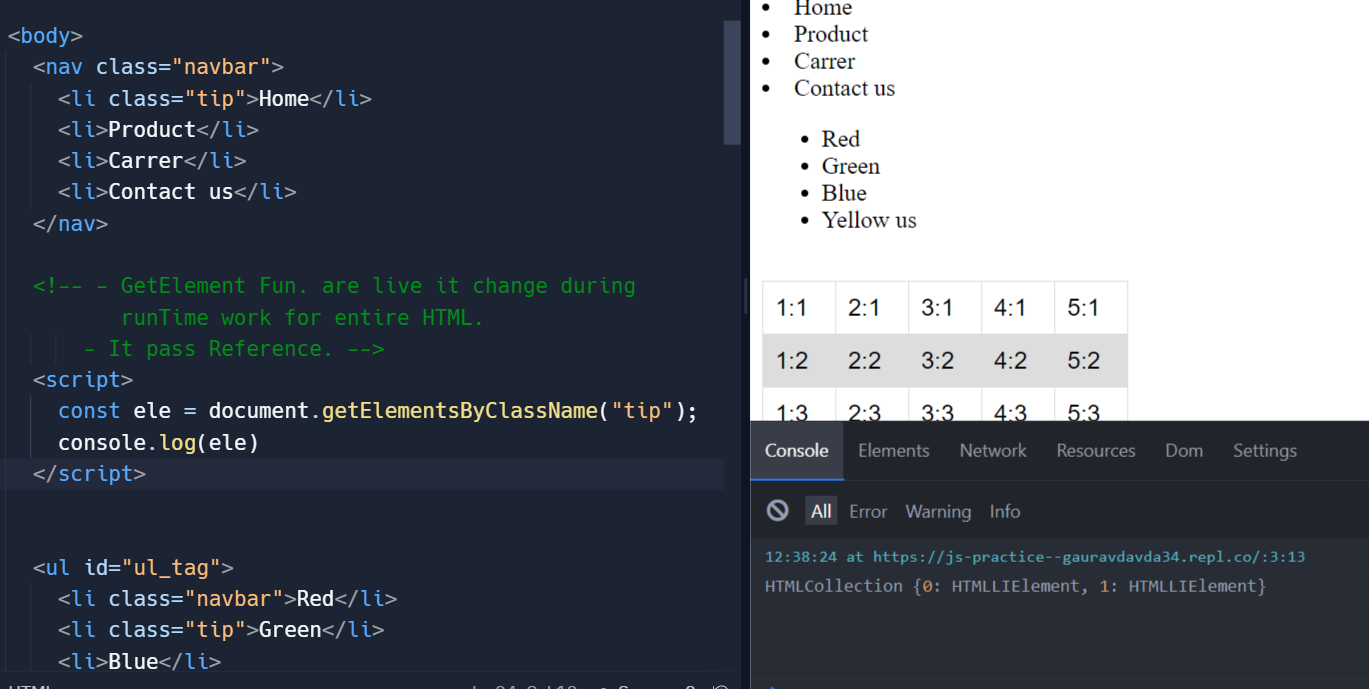 <body>
<nav class="navbar">
<li class="tip">Home</li>
<li>Product</li>
<li>Carrer</li>
<li>Contact us</li>
</nav>
<!-- - GetElement Fun. are live it change during
runTime work for entire HTML.
- It pass Reference. -->
<script>
const ele = document.getElementsByClassName("tip");
console.log(ele)
</script>
<ul id="ul_tag">
<li class="navbar">Red</li>
<li class="tip">Green</li>
<li>Blue</li>
Home
Product
Carrer
Contact us
Red
Green
Blue
Yellow us
1:1 2:1 3:1 4:1 5:1
1:2 2:2 3:2 4:2 5:2
1:3 2:3 3:3 4:3 5:3
Console Elements Network Resources Dom Settings
All Error Warning Info
12:38:24 at https://js-practice--gauravdavda34.repl.co/:3:13
HTMLCollection {0: HTMLLIElement, 1: HTMLLIElement}